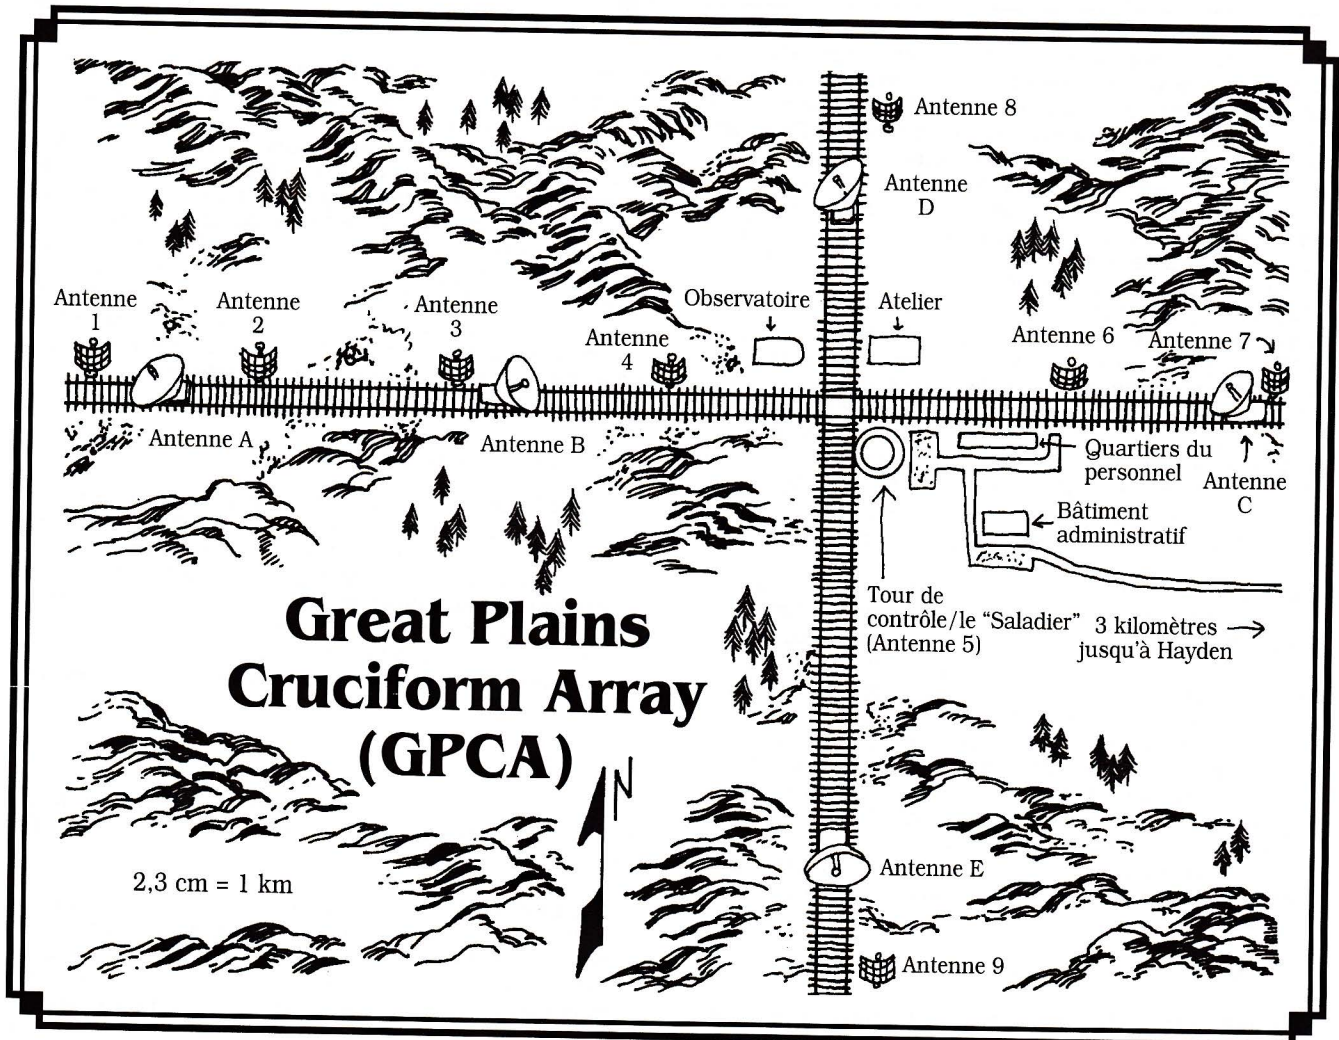 Antenne 8
Antenne
D
Antenne
1
Antenne
2
Antenne
3
Antenne
4
Observatoire
Atelier
Antenne 6
Antenne 7
Antenne A
Antenne B
Quartiers du
personnel
Antenne
C
Bâtiment
administratif
Tour de
contrôle/le “Saladier”
(Antenne 5)
3 kilomètres
jusqu'à Hayden
Great Plains
Cruciform Array
(GPCA)
N
2,3 cm = 1 km
Antenne E
Antenne 9